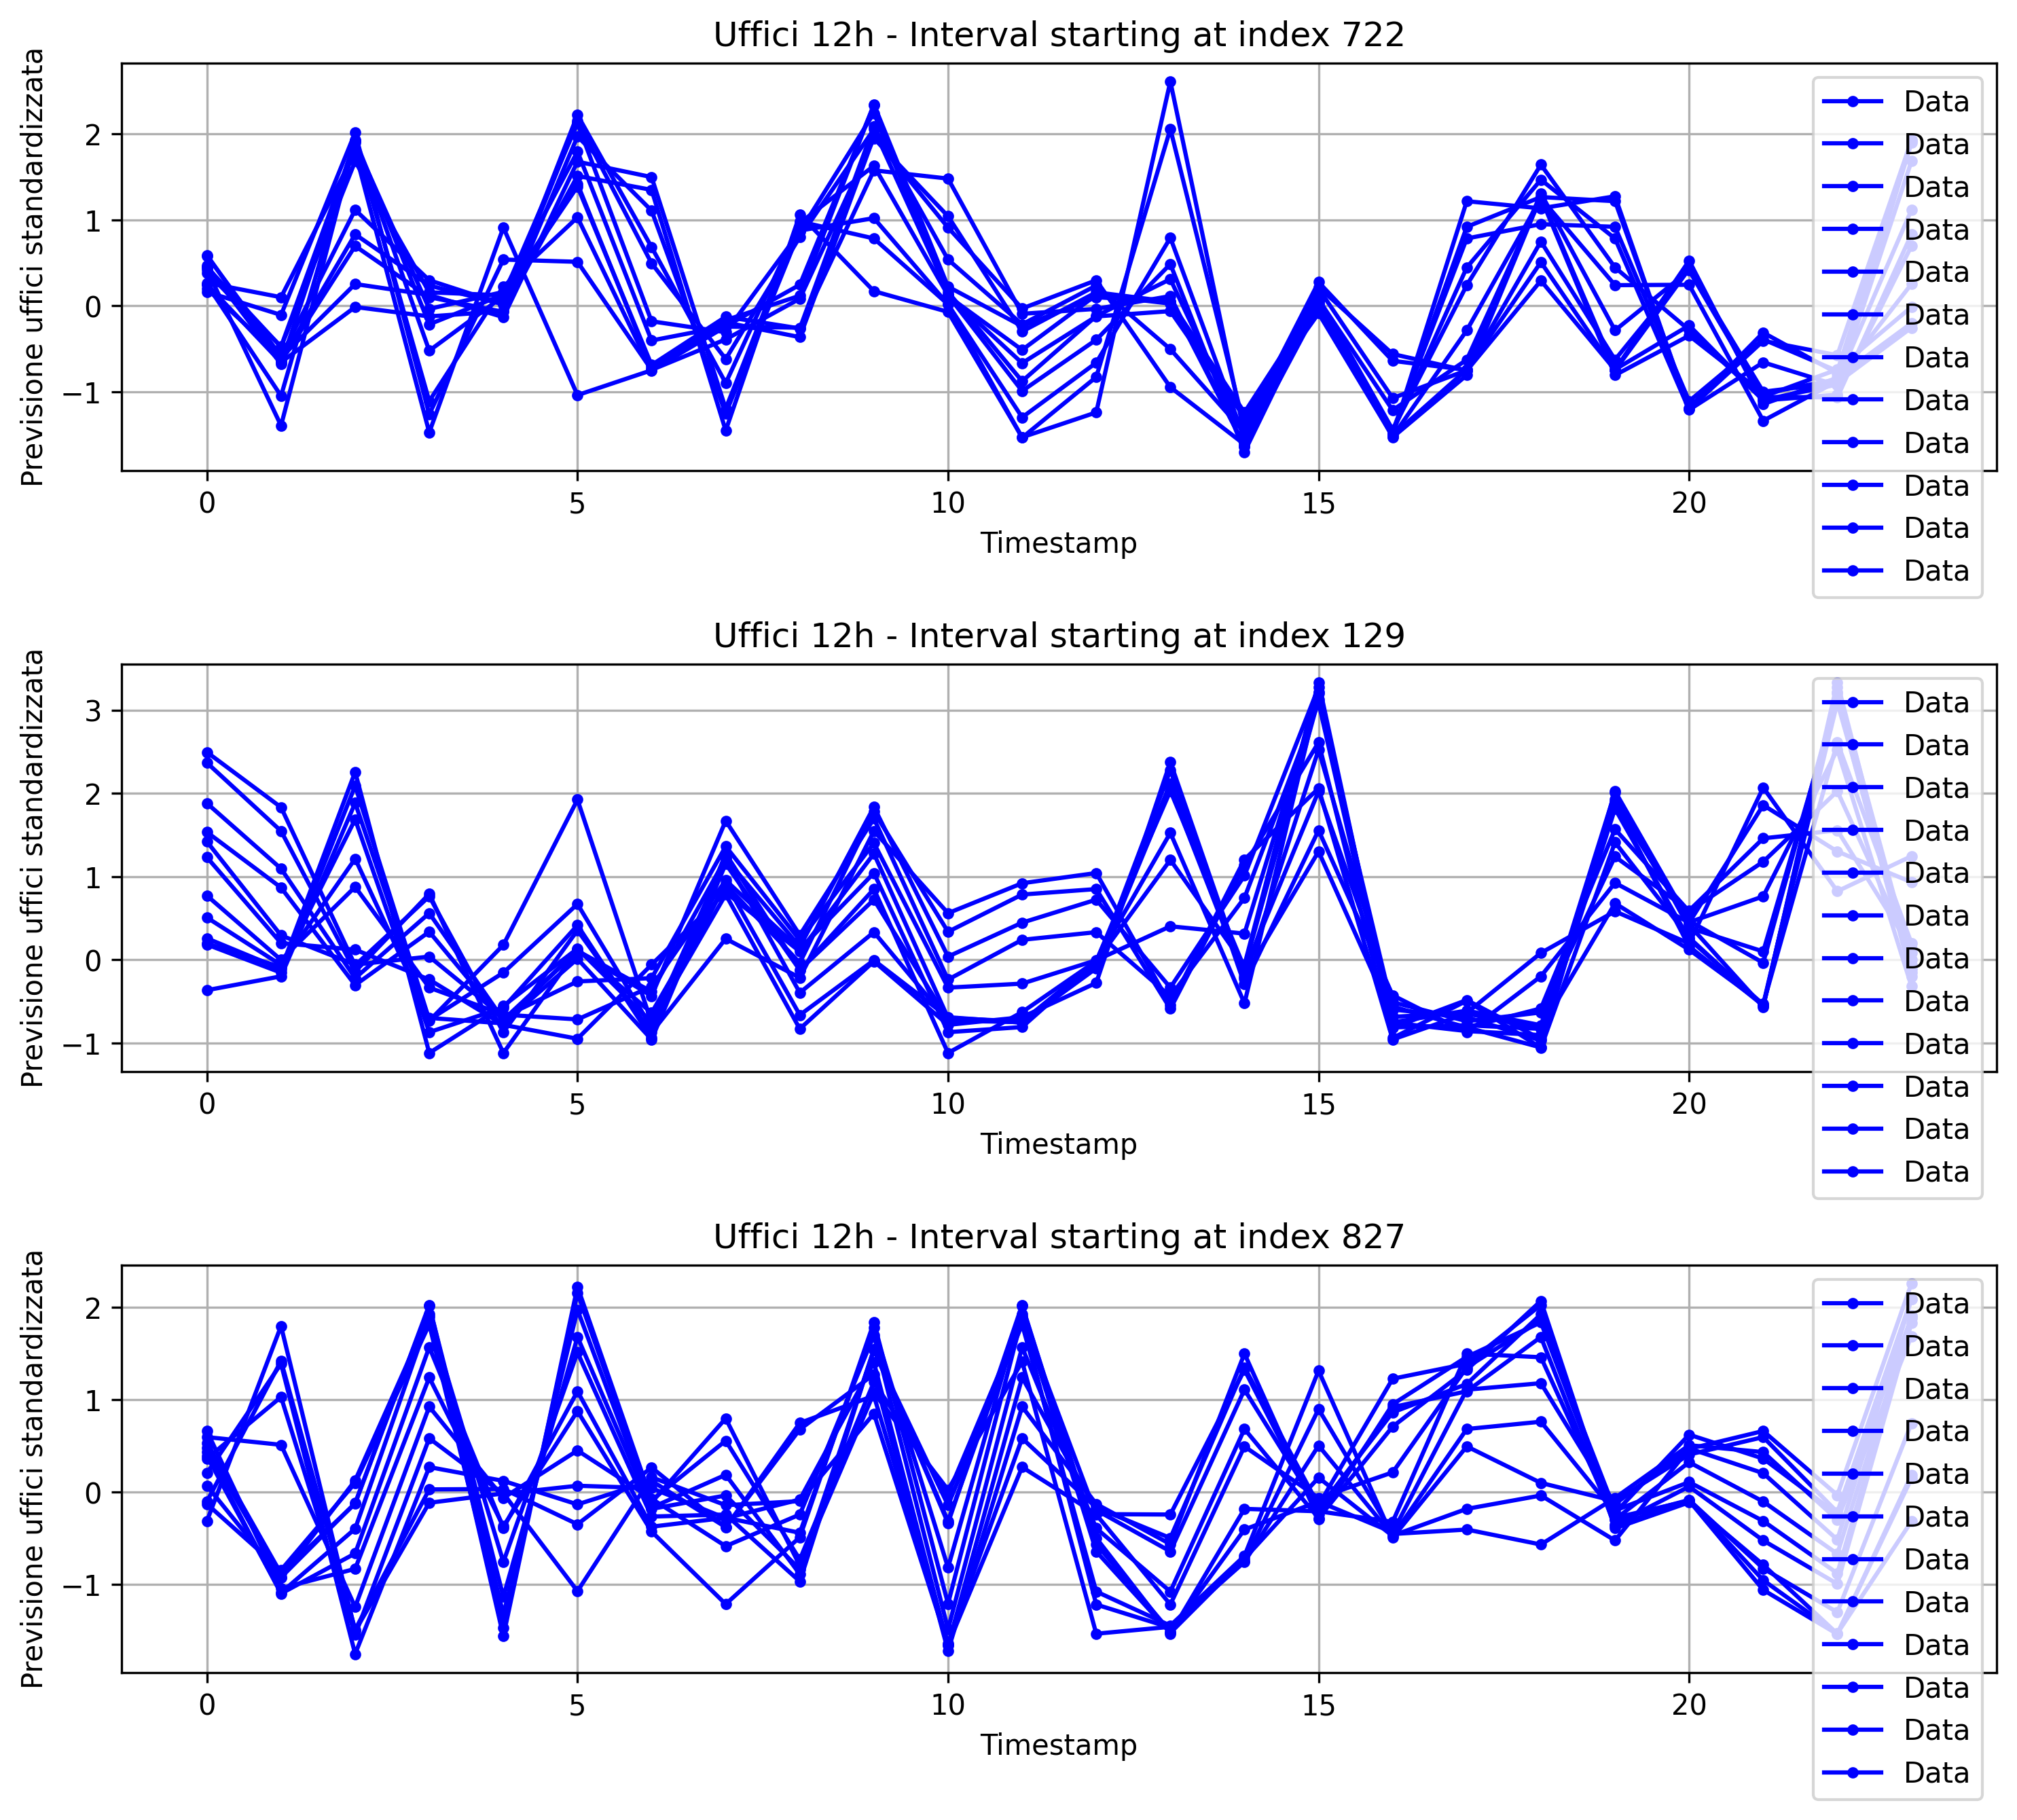 Uffici 12h - Interval starting at index 722
Previsione uffici standardizzata
2
1
0
−1
0
5
10
15
20
Timestamp
Data
Data
Data
Data
Data
Data
Data
Data
Data
Data
Data
Data
Uffici 12h - Interval starting at index 129
Previsione uffici standardizzata
3
2
1
0
−1
0
5
10
15
20
Timestamp
Data
Data
Data
Data
Data
Data
Data
Data
Data
Data
Data
Data
Uffici 12h - Interval starting at index 827
Previsione uffici standardizzata
2
1
0
−1
0
5
10
15
20
Timestamp
Data
Data
Data
Data
Data
Data
Data
Data
Data
Data
Data
Data